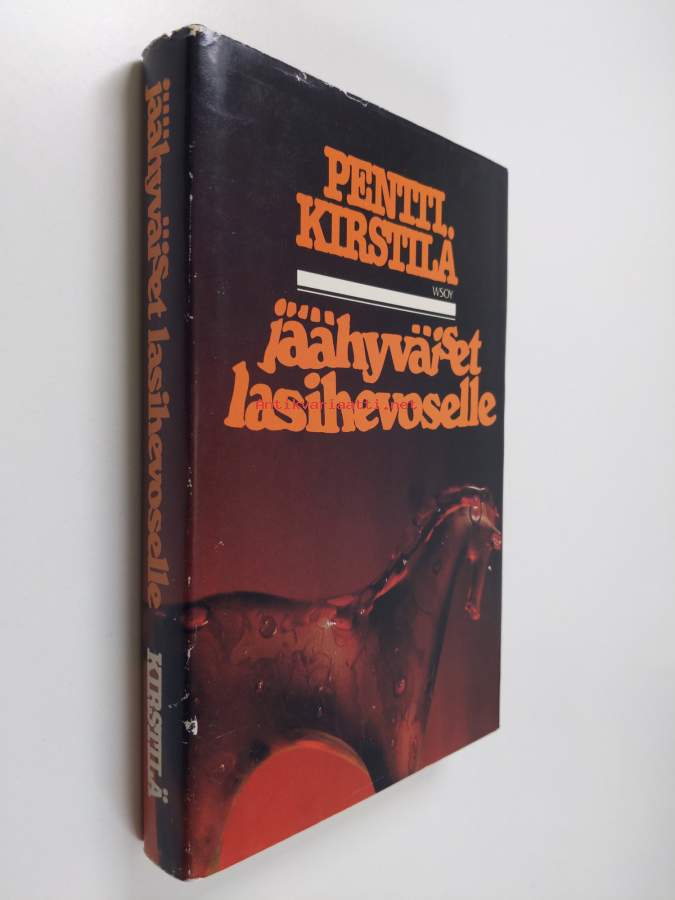 PENTTI
KIRSTILÄ
WSOY
jäähyväiset
lasihevoselle
Antikvariaatti.net
jäähyväiset lasihevoselle
KIRSTILÄ